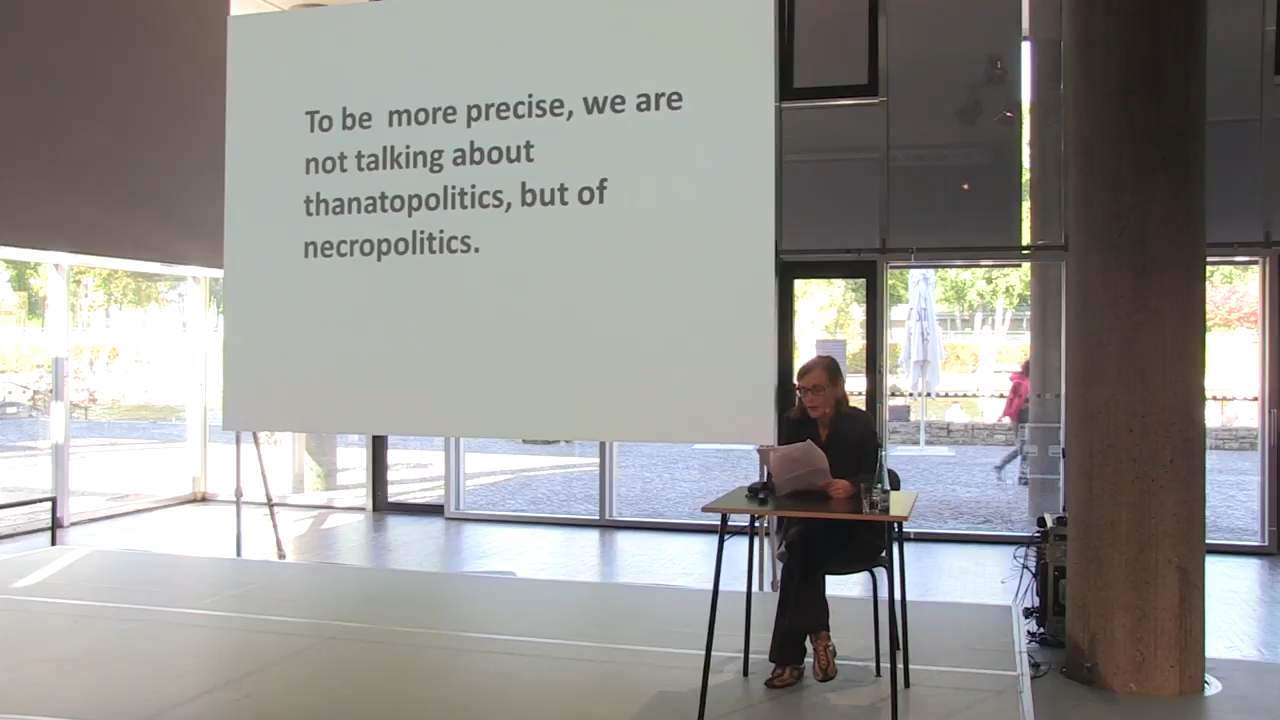 To be  more precise, we are
not talking about
thanatopolitics, but of
necropolitics.